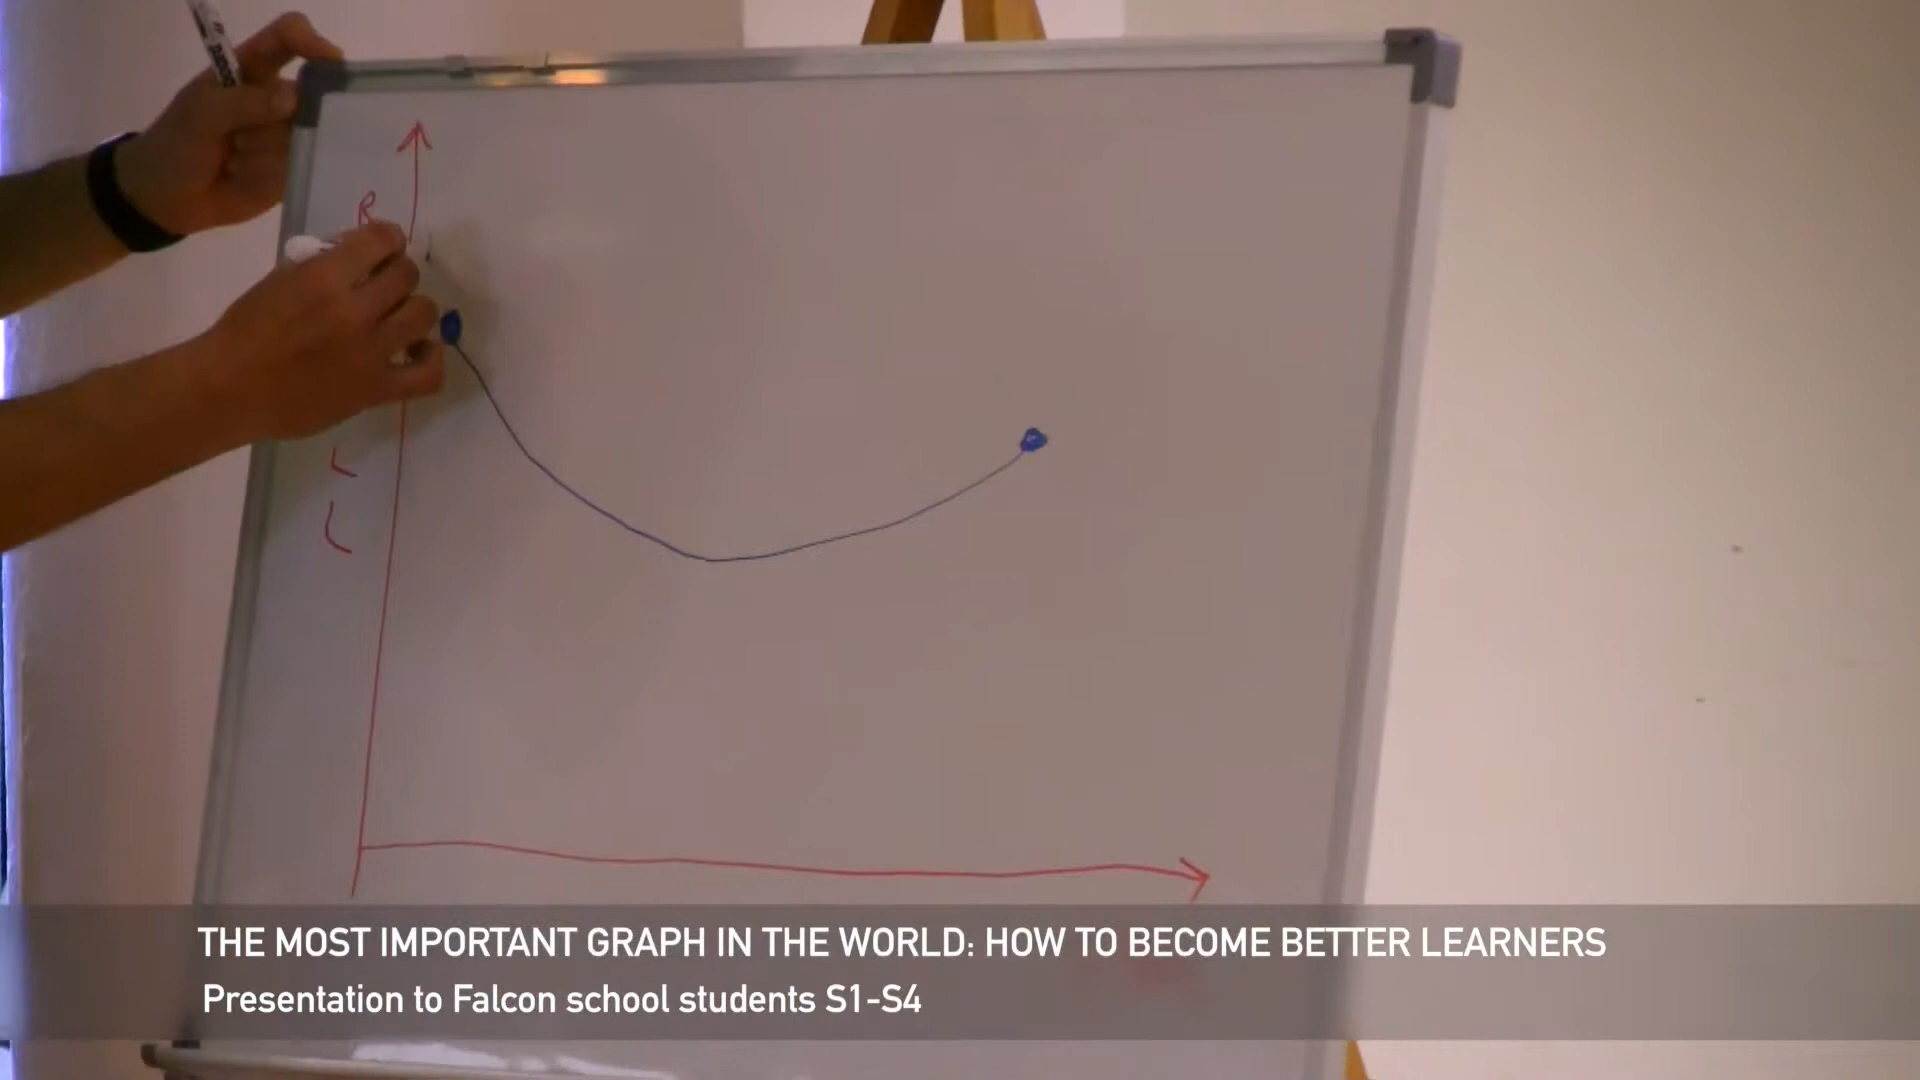 R
L
L
THE MOST IMPORTANT GRAPH IN THE WORLD: HOW TO BECOME BETTER LEARNERS
Presentation to Falcon school students S1-S4